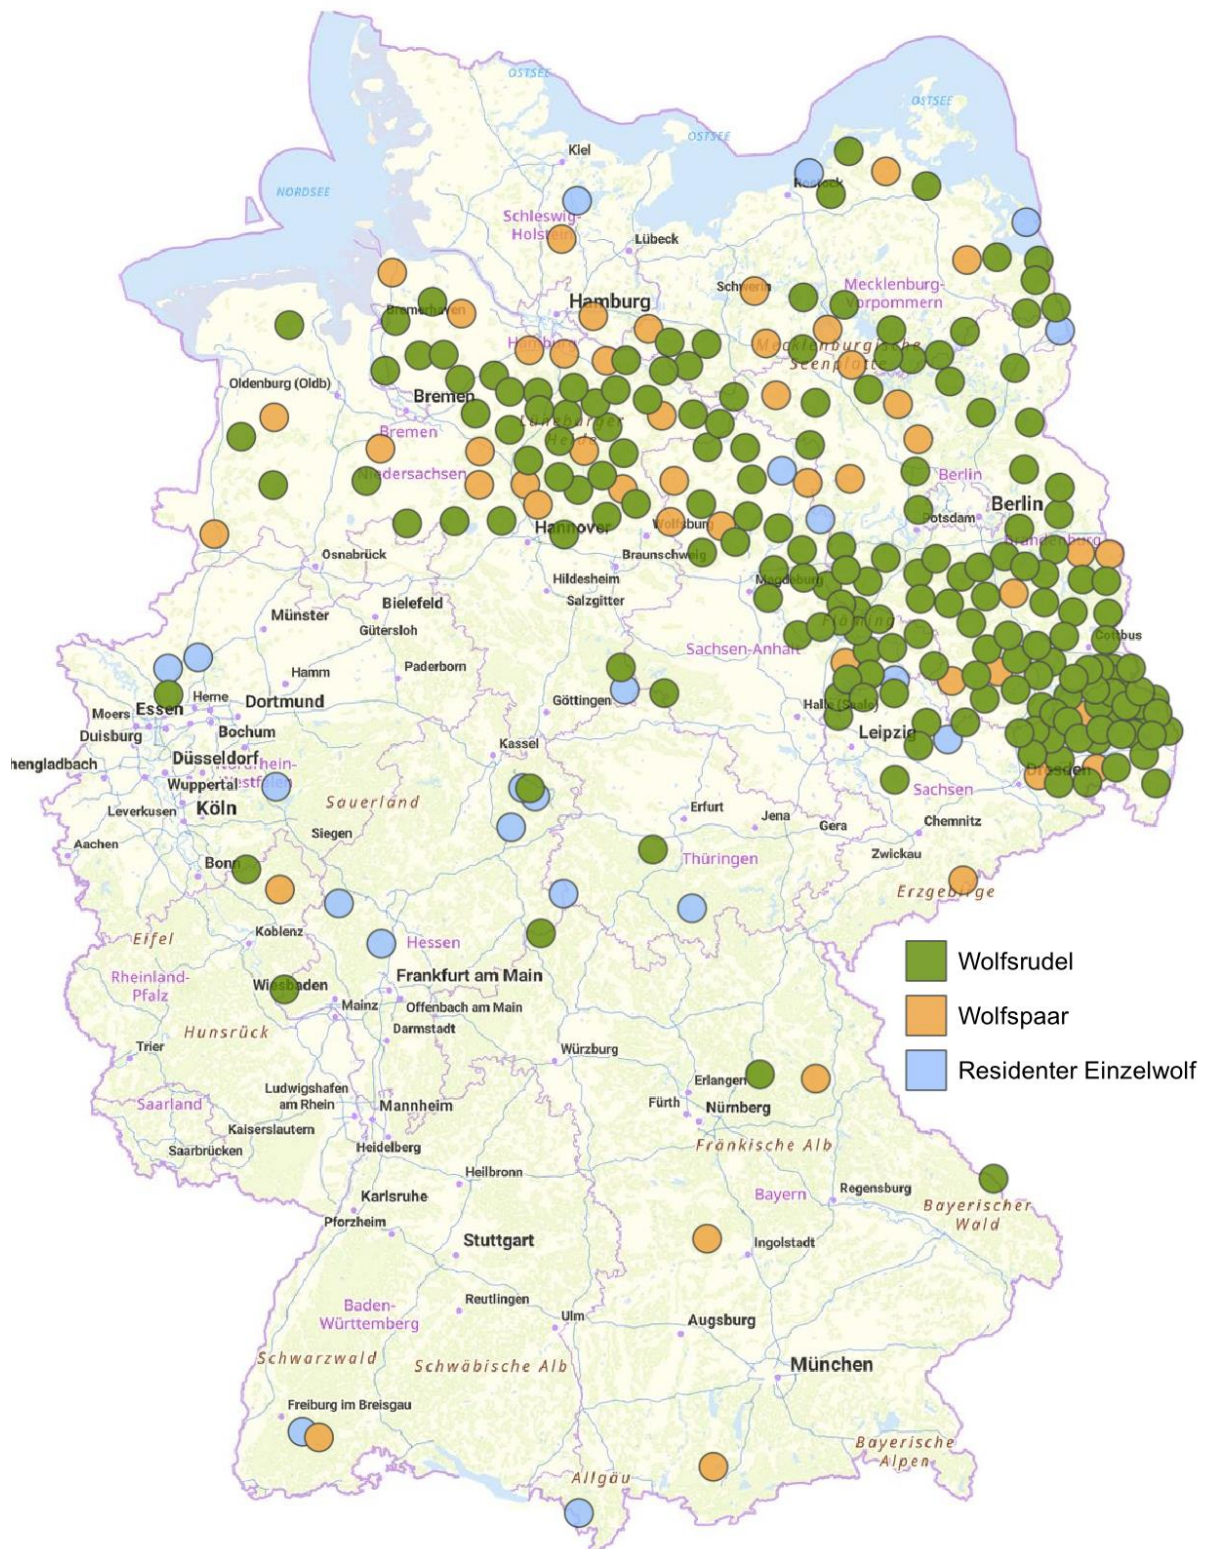 OSTSEE
OSTSEE
OSTSEE
Kiel
NORDSEE
Rostock
Schleswig-
Holstein
Lübeck
Schwerin
Mecklenburg-
Vorpommern
Hamburg
Bremerhaven
Hamburg
Mecklenburgische
Seenplatte
Oldenburg (Oldb)
Bremen
Lüneburger
Heide
Bremen
Niedersachsen
Berlin
Berlin
Potsdam
Hannover
Wolfsburg
Brandenburg
Osnabrück
Braunschweig
Hildesheim
Magdeburg
Salzgitter
Bielefeld
Münster
Gütersloh
Fläming
Cottbus
Sachsen-Anhalt
Paderborn
Hamm
Herne
Dortmund
Göttingen
Essen
Moers
Halle (Saale)
Duisburg
Bochum
Leipzig
Kassel
Düsseldorf
hengladbach
Nordrhein-
Westfalen
Wuppertal
Dresden
Sachsen
Sauerland
Leverkusen
Köln
Erfurt
Jena
Gera
Chemnitz
Siegen
Aachen
Zwickau
Thüringen
Bonn
Erzgebirge
Koblenz
Eifel
Hessen
Wolfsrudel
Rheinland-
Pfalz
Frankfurt am Main
Wiesbaden
Mainz
Offenbach am Main
Wolfspaar
Hunsrück
Darmstadt
Trier
Würzburg
Residenter Einzelwolf
Erlangen
Ludwigshafen
am Rhein
Saarland
Mannheim
Fürth
Nürnberg
Kaiserslautern
Saarbrücken
Heidelberg
Fränkische Alb
Heilbronn
Karlsruhe
Bayern
Regensburg
Pforzheim
Bayerischer
Wald
Stuttgart
Ingolstadt
Reutlingen
Baden-
Württemberg
Ulm
Augsburg
Schwarzwald
Schwäbische Alb
München
Freiburg im Breisgau
Bayerische
Alpen
Allgäu